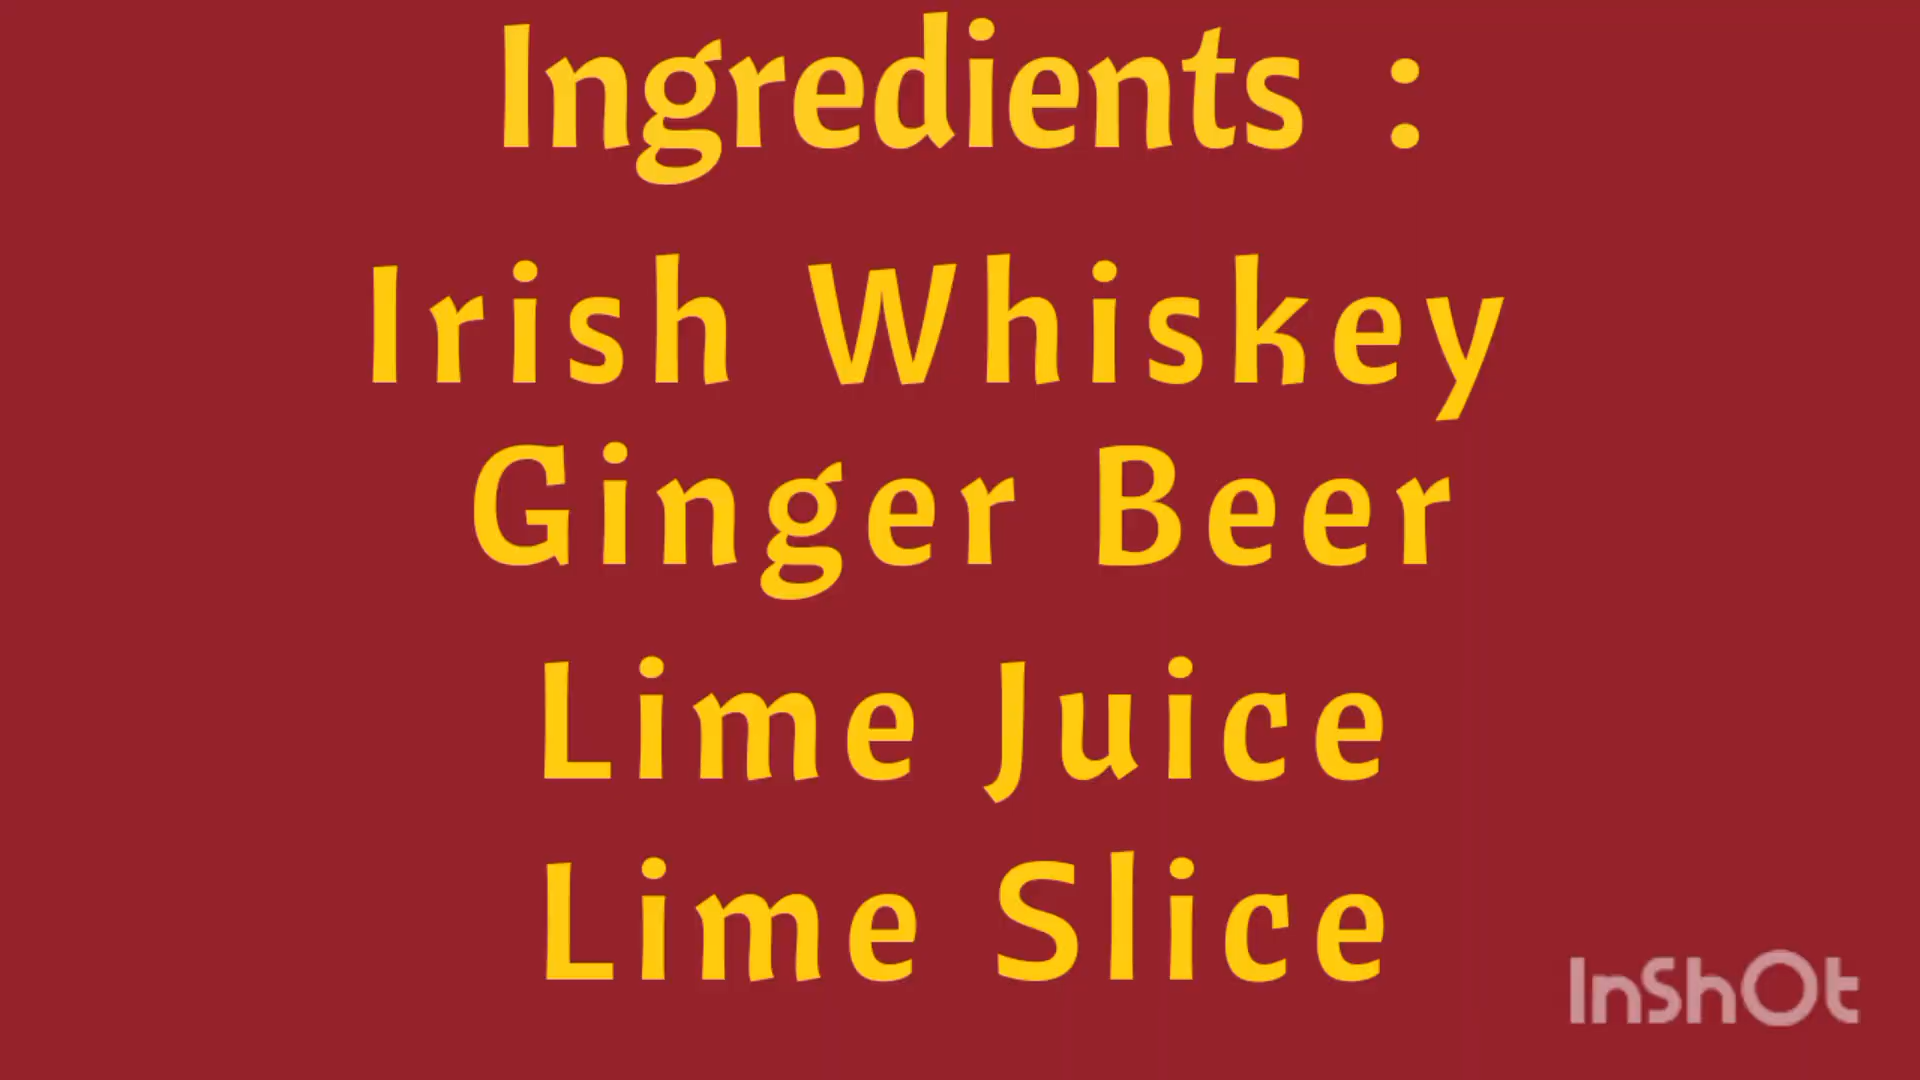 Ingredients :
Irish Whiskey
Ginger Beer
Lime Juice
Lime Slice
InShOt